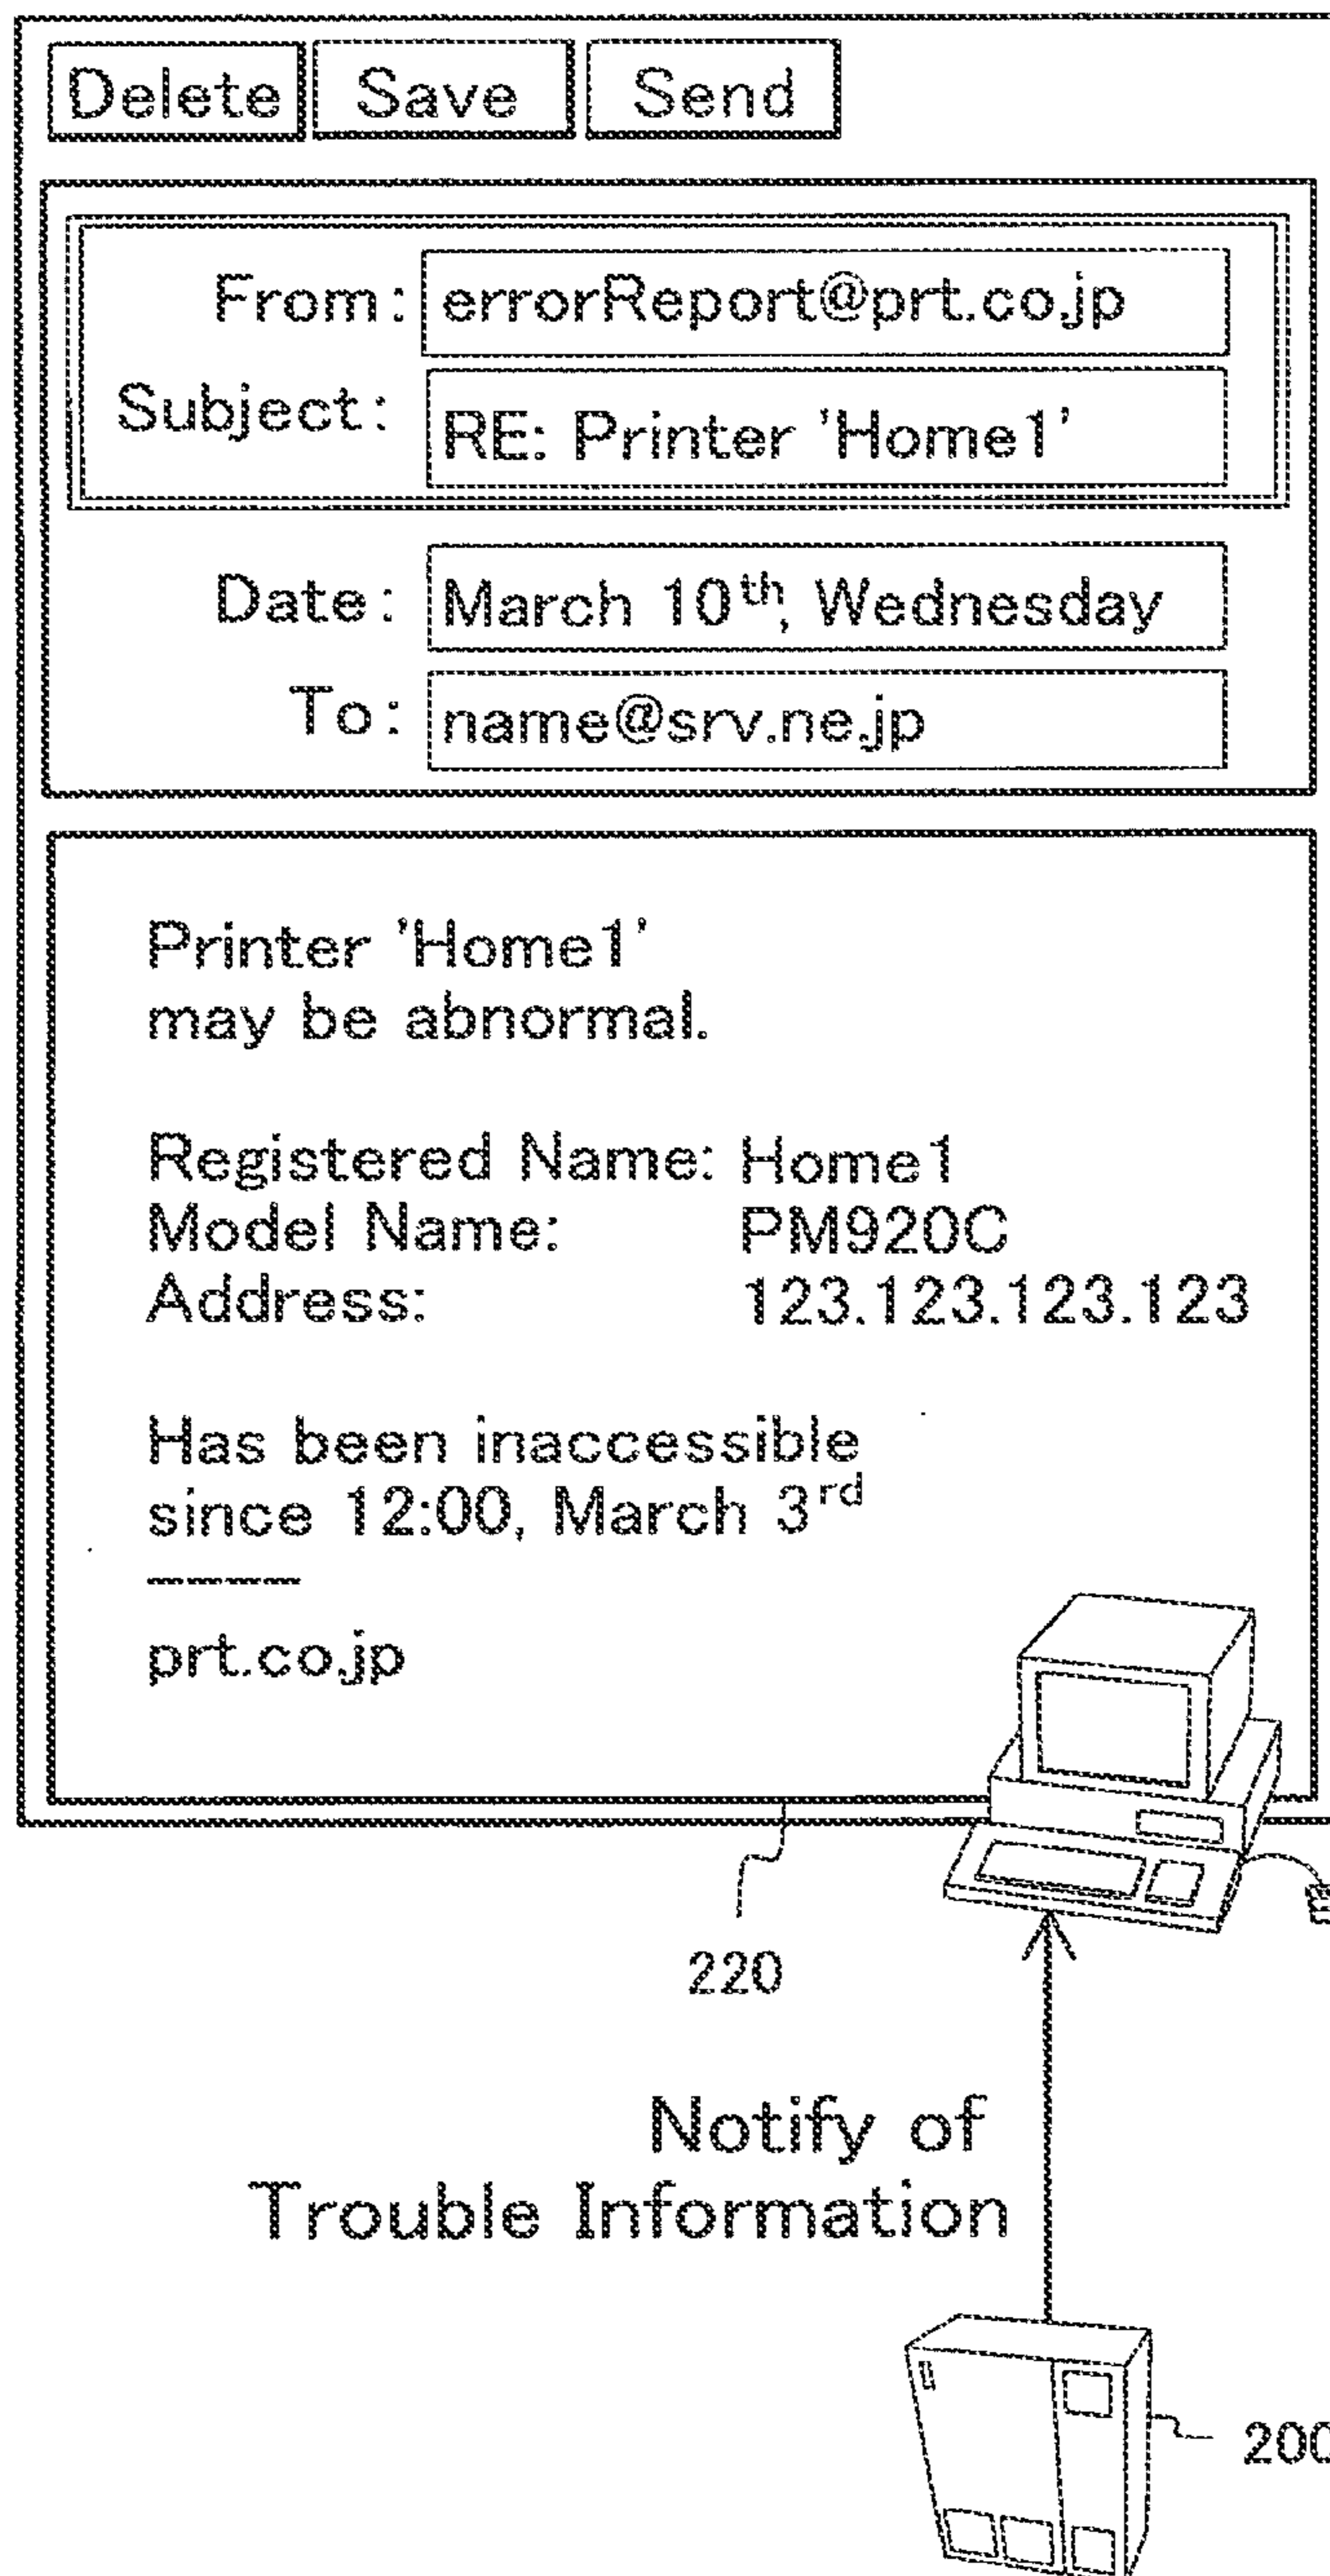 Delete Save Send
From: errorReport@prt.co.jp
Subject: RE: Printer 'Home1'
Date: March 10th, Wednesday
To: name@srv.ne.jp
Printer 'Home1'
may be abnormal.
Registered Name: Home1
Model Name: PM920C
Address: 123.123.123.123
Has been inaccessible
since 12:00, March 3rd
------
prt.co.jp
220
Notify of
Trouble Information
200